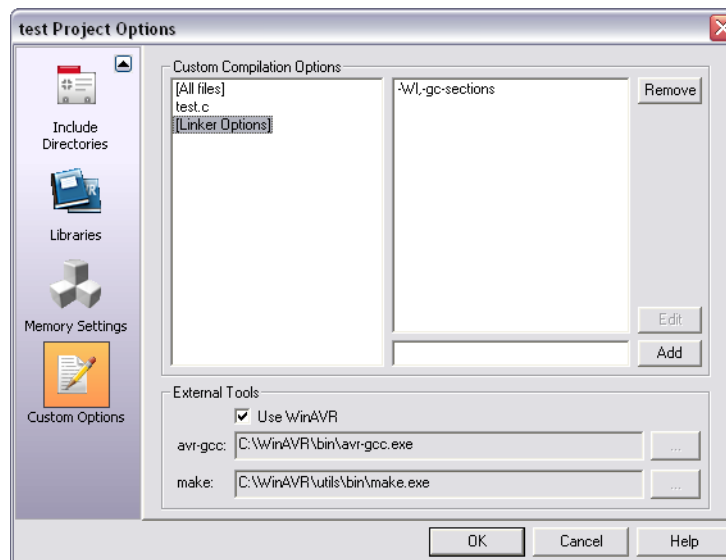 test Project Options
Custom Compilation Options
[All files]
test.c
[Linker Options]
-Wl,-gc-sections
Remove
Edit
Add
Include
Directories
Libraries
Memory Settings
Custom Options
External Tools
Use WinAVR
avr-gcc: C:\WinAVR\bin\avr-gcc.exe ...
make: C:\WinAVR\utils\bin\make.exe ...
OK Cancel Help